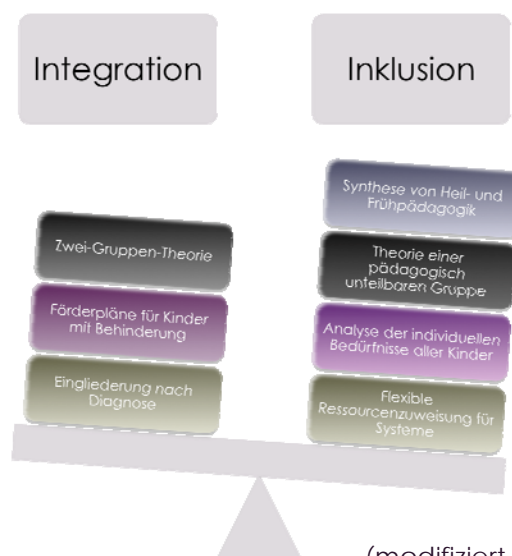 Integration
Inklusion
Zwei-Gruppen-Theorie
Förderpläne für Kinder
mit Behinderung
Eingliederung nach
Diagnose
Synthese von Heil- und
Frühpädagogik
Theorie einer
pädagogisch
unteilbaren Gruppe
Analyse der individuellen
Bedürfnisse aller Kinder
Flexible
Ressourcenzuweisung für
Systeme
(modifiziert